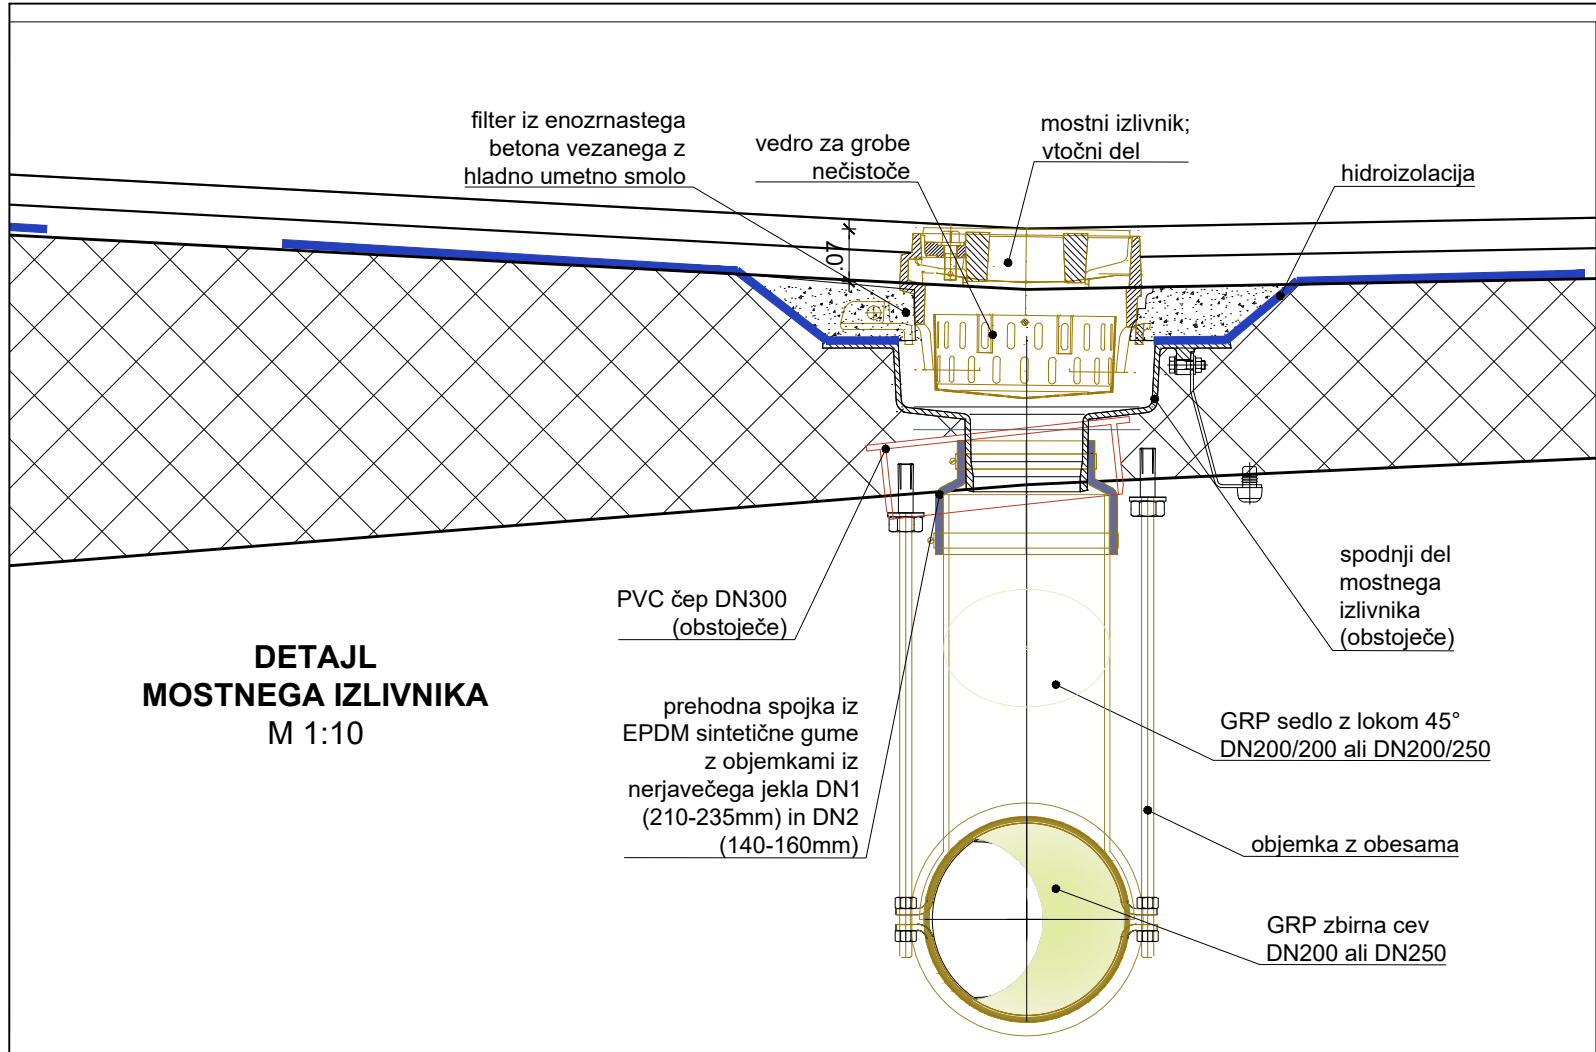 filter iz enozrnastega
betona vezanega z
hladno umetno smolo
vedro za grobe
nečistoče
mostni izlivnik;
vtočni del
hidroizolacija
.07
PVC čep DN300
(obstoječe)
spodnji del
mostnega
izlivnika
(obstoječe)
DETAJL
MOSTNEGA IZLIVNIKA
M 1:10
prehodna spojka iz
EPDM sintetične gume
z objemkami iz
nerjavečega jekla DN1
(210-235mm) in DN2
(140-160mm)
GRP sedlo z lokom 45°
DN200/200 ali DN200/250
objemka z obesama
GRP zbirna cev
DN200 ali DN250